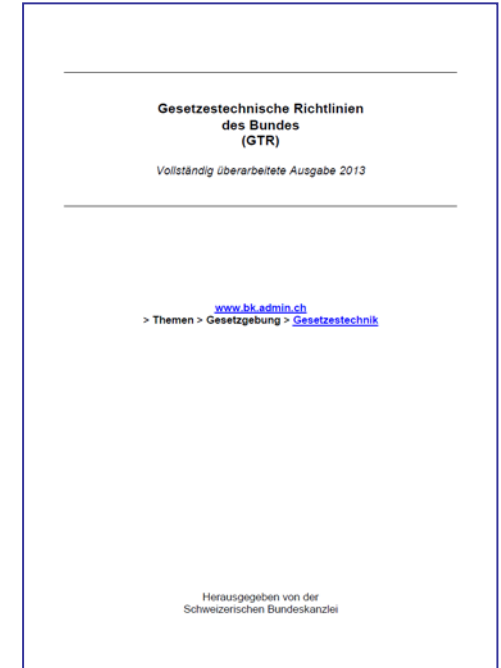 Gesetzestechnische Richtlinien
des Bundes
(GTR)
Vollständig überarbeitete Ausgabe 2013
www.bk.admin.ch
> Themen > Gesetzgebung > Gesetzestechnik
Herausgegeben von der
Schweizerischen Bundeskanzlei